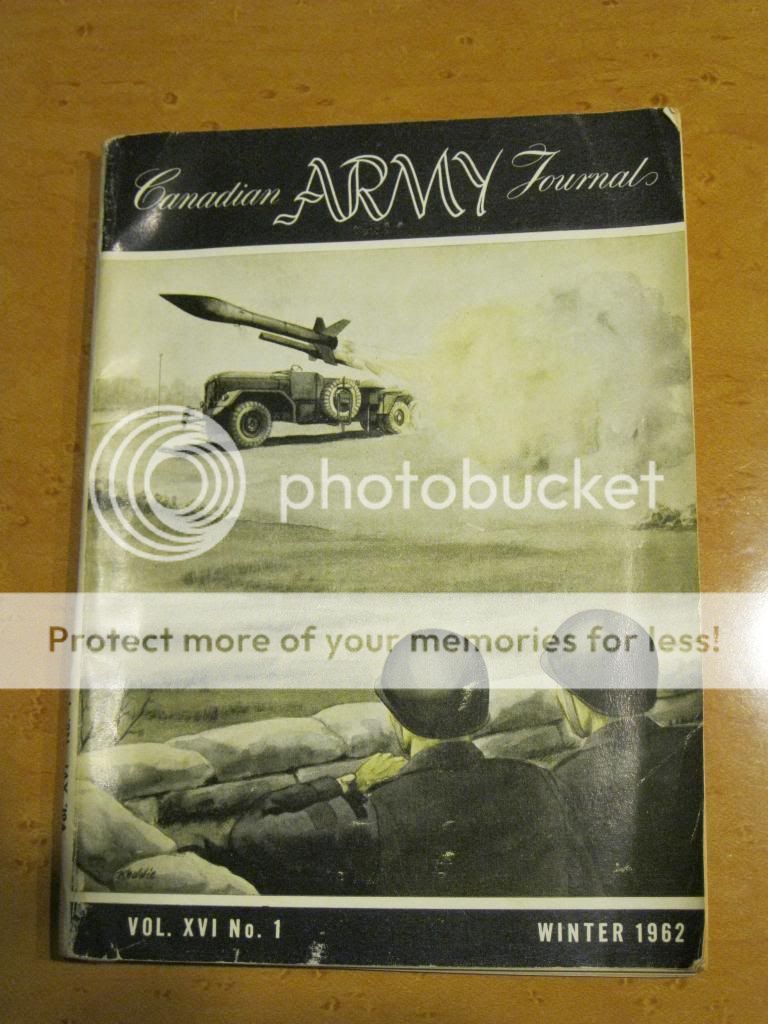 Canadian ARMY Journal
photobucket
Protect more of your memories for less!
VOL. XVI No. 1
WINTER 1962